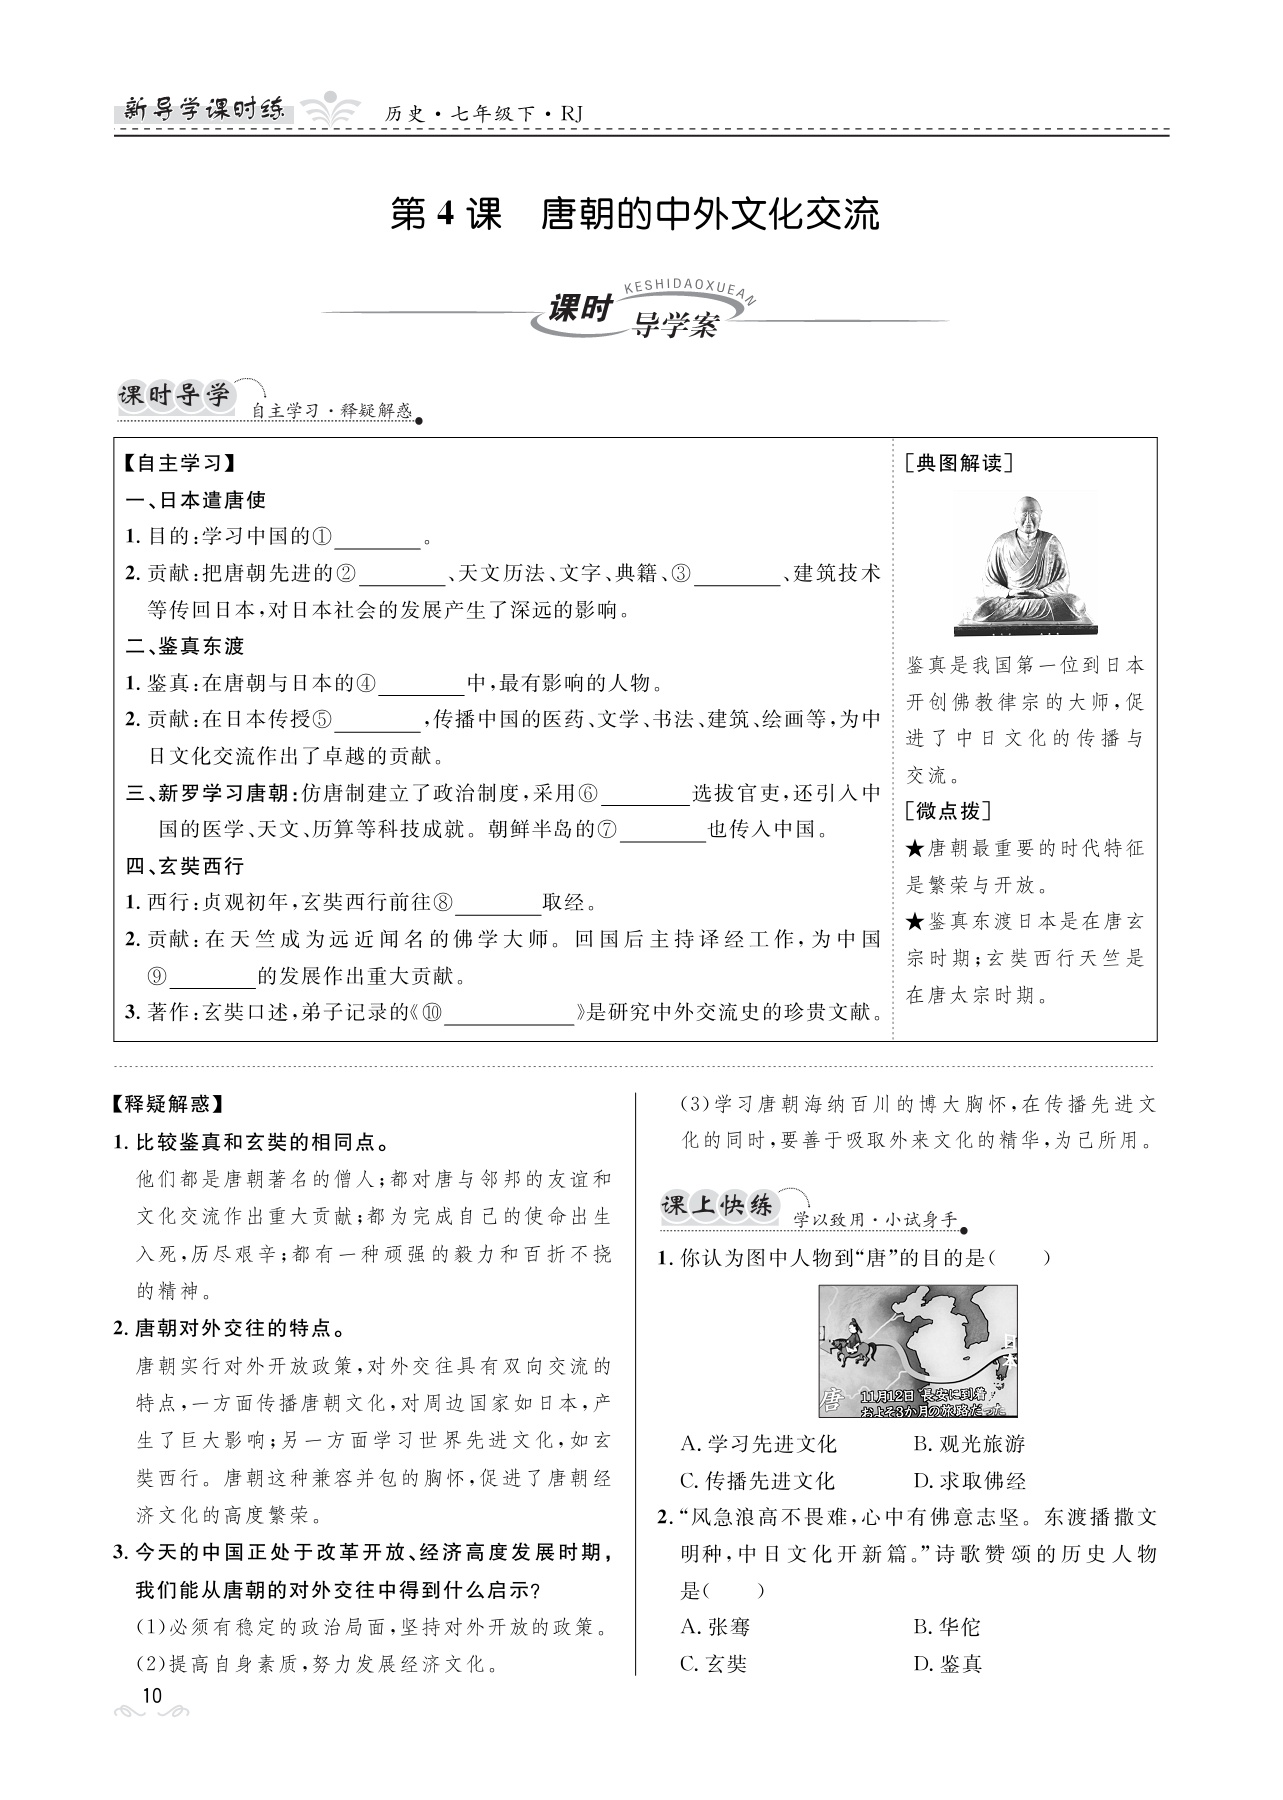 新导学课时练 历史·七年级下·RJ
第4课 唐朝的中外文化交流
KESHIDAOXUEAN
课时
导学案
课时导学 自主学习·释疑解惑
【自主学习】
一、日本遣唐使
1. 目的:学习中国的①________。
2. 贡献:把唐朝先进的②________、天文历法、文字、典籍、③________、建筑技术
等传回日本,对日本社会的发展产生了深远的影响。
二、鉴真东渡
1. 鉴真:在唐朝与日本的④________中,最有影响的人物。
2. 贡献:在日本传授⑤________,传播中国的医药、文学、书法、建筑、绘画等,为中
日文化交流作出了卓越的贡献。
三、新罗学习唐朝:仿唐制建立了政治制度,采用⑥________选拔官吏,还引入中
国的医学、天文、历算等科技成就。朝鲜半岛的⑦________也传入中国。
四、玄奘西行
1. 西行:贞观初年,玄奘西行前往⑧________取经。
2. 贡献:在天竺成为远近闻名的佛学大师。回国后主持译经工作,为中国
⑨________的发展作出重大贡献。
3. 著作:玄奘口述,弟子记录的《⑩____________》是研究中外交流史的珍贵文献。
[典图解读]
鉴真是我国第一位到日本
开创佛教律宗的大师,促
进了中日文化的传播与
交流。
[微点拨]
★唐朝最重要的时代特征
是繁荣与开放。
★鉴真东渡日本是在唐玄
宗时期;玄奘西行天竺是
在唐太宗时期。
【释疑解惑】
1. 比较鉴真和玄奘的相同点。
他们都是唐朝著名的僧人;都对唐与邻邦的友谊和
文化交流作出重大贡献;都为完成自己的使命出生
入死,历尽艰辛;都有一种顽强的毅力和百折不挠
的精神。
2. 唐朝对外交往的特点。
唐朝实行对外开放政策,对外交往具有双向交流的
特点,一方面传播唐朝文化,对周边国家如日本,产
生了巨大影响;另一方面学习世界先进文化,如玄
奘西行。唐朝这种兼容并包的胸怀,促进了唐朝经
济文化的高度繁荣。
3. 今天的中国正处于改革开放、经济高度发展时期,
我们能从唐朝的对外交往中得到什么启示?
(1)必须有稳定的政治局面,坚持对外开放的政策。
(2)提高自身素质,努力发展经济文化。
(3)学习唐朝海纳百川的博大胸怀,在传播先进文
化的同时,要善于吸取外来文化的精华,为己所用。
课上快练 学以致用·小试身手
1. 你认为图中人物到“唐”的目的是(  )
日本
唐
11月12日 長安に到着
およそ3か月の旅路だった
A. 学习先进文化 B. 观光旅游
C. 传播先进文化 D. 求取佛经
2. “风急浪高不畏难,心中有佛意志坚。东渡播撒文
明种,中日文化开新篇。”诗歌赞颂的历史人物
是(  )
A. 张骞 B. 华佗
C. 玄奘 D. 鉴真
10